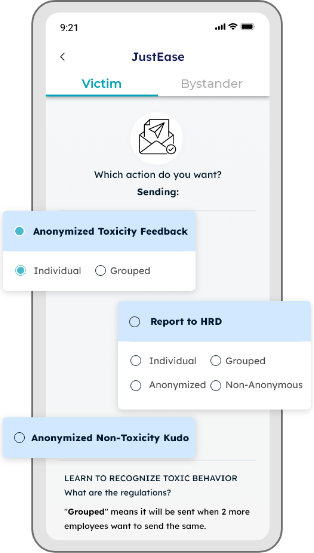 9:21
JustEase
Victim Bystander
Which action do you want?
Sending:
Anonymized Toxicity Feedback
Individual Grouped
Report to HRD
Individual Grouped
Anonymized Non-Anonymous
Anonymized Non-Toxicity Kudo
LEARN TO RECOGNIZE TOXIC BEHAVIOR
What are the regulations?
"Grouped" means it will be sent when 2 more
employees want to send the same.